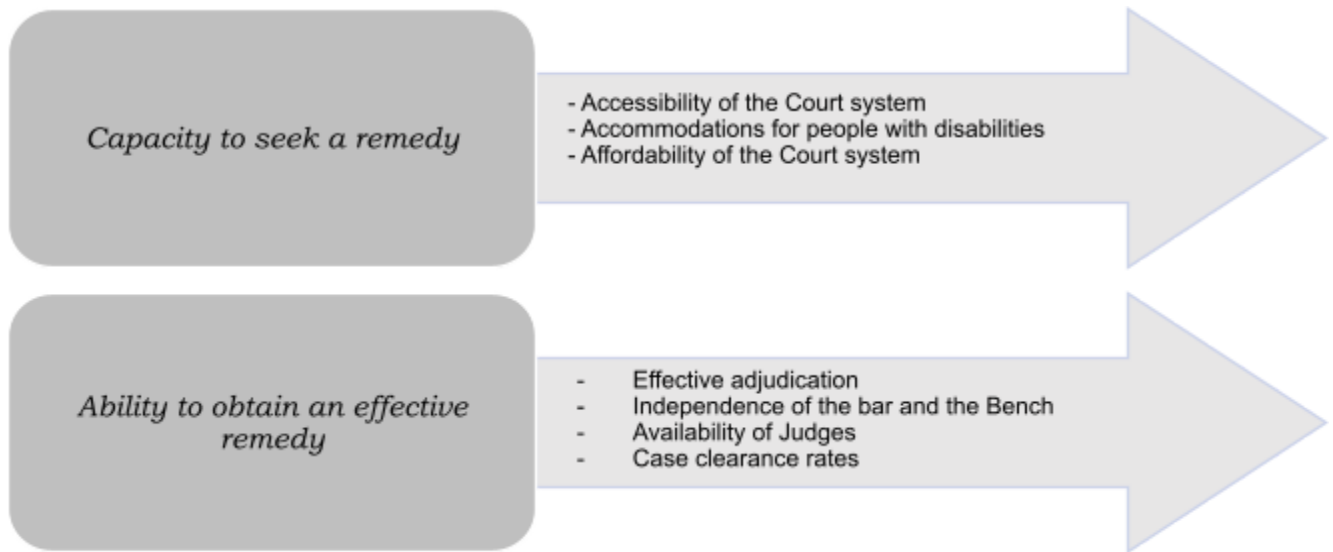 Capacity to seek a remedy
- Accessibility of the Court system
- Accommodations for people with disabilities
- Affordability of the Court system
Ability to obtain an effective
remedy
- Effective adjudication
- Independence of the bar and the Bench
- Availability of Judges
- Case clearance rates